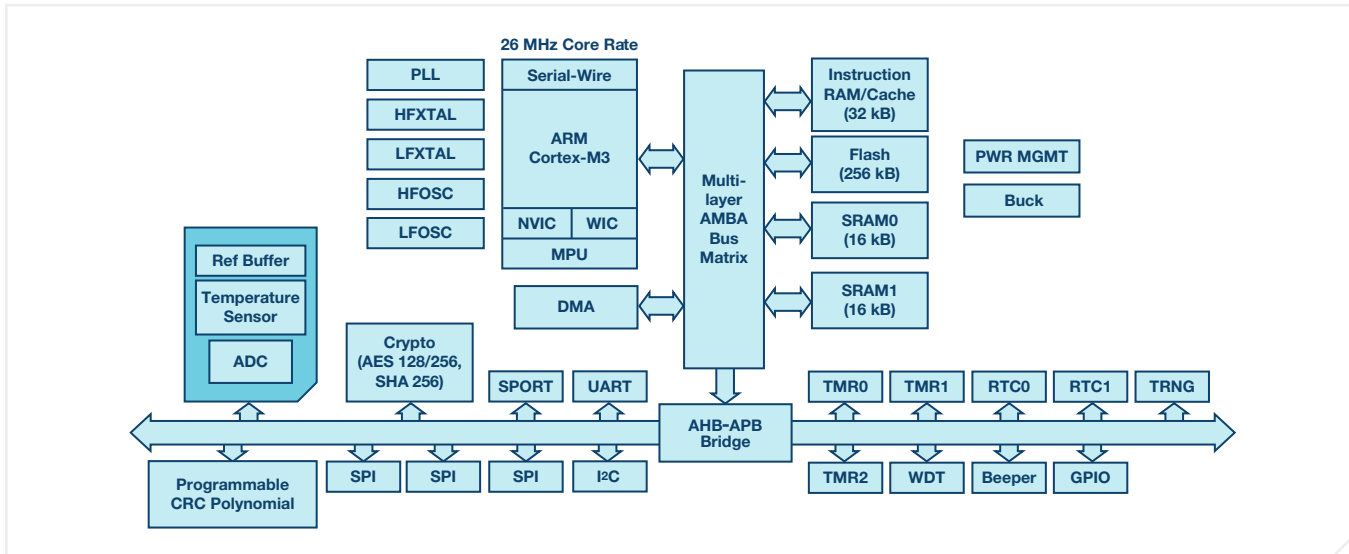 26 MHz Core Rate
PLL
HFXTAL
LFXTAL
HFOSC
LFOSC
Serial-Wire
ARM
Cortex-M3
NVIC
WIC
MPU
DMA
Multi-
layer
AMBA
Bus
Matrix
Instruction
RAM/Cache
(32 kB)
Flash
(256 kB)
SRAM0
(16 kB)
SRAM1
(16 kB)
PWR MGMT
Buck
Ref Buffer
Temperature
Sensor
ADC
Crypto
(AES 128/256,
SHA 256)
SPORT
UART
TMR0
TMR1
RTC0
RTC1
TRNG
AHB-APB
Bridge
Programmable
CRC Polynomial
SPI
SPI
SPI
I²C
TMR2
WDT
Beeper
GPIO